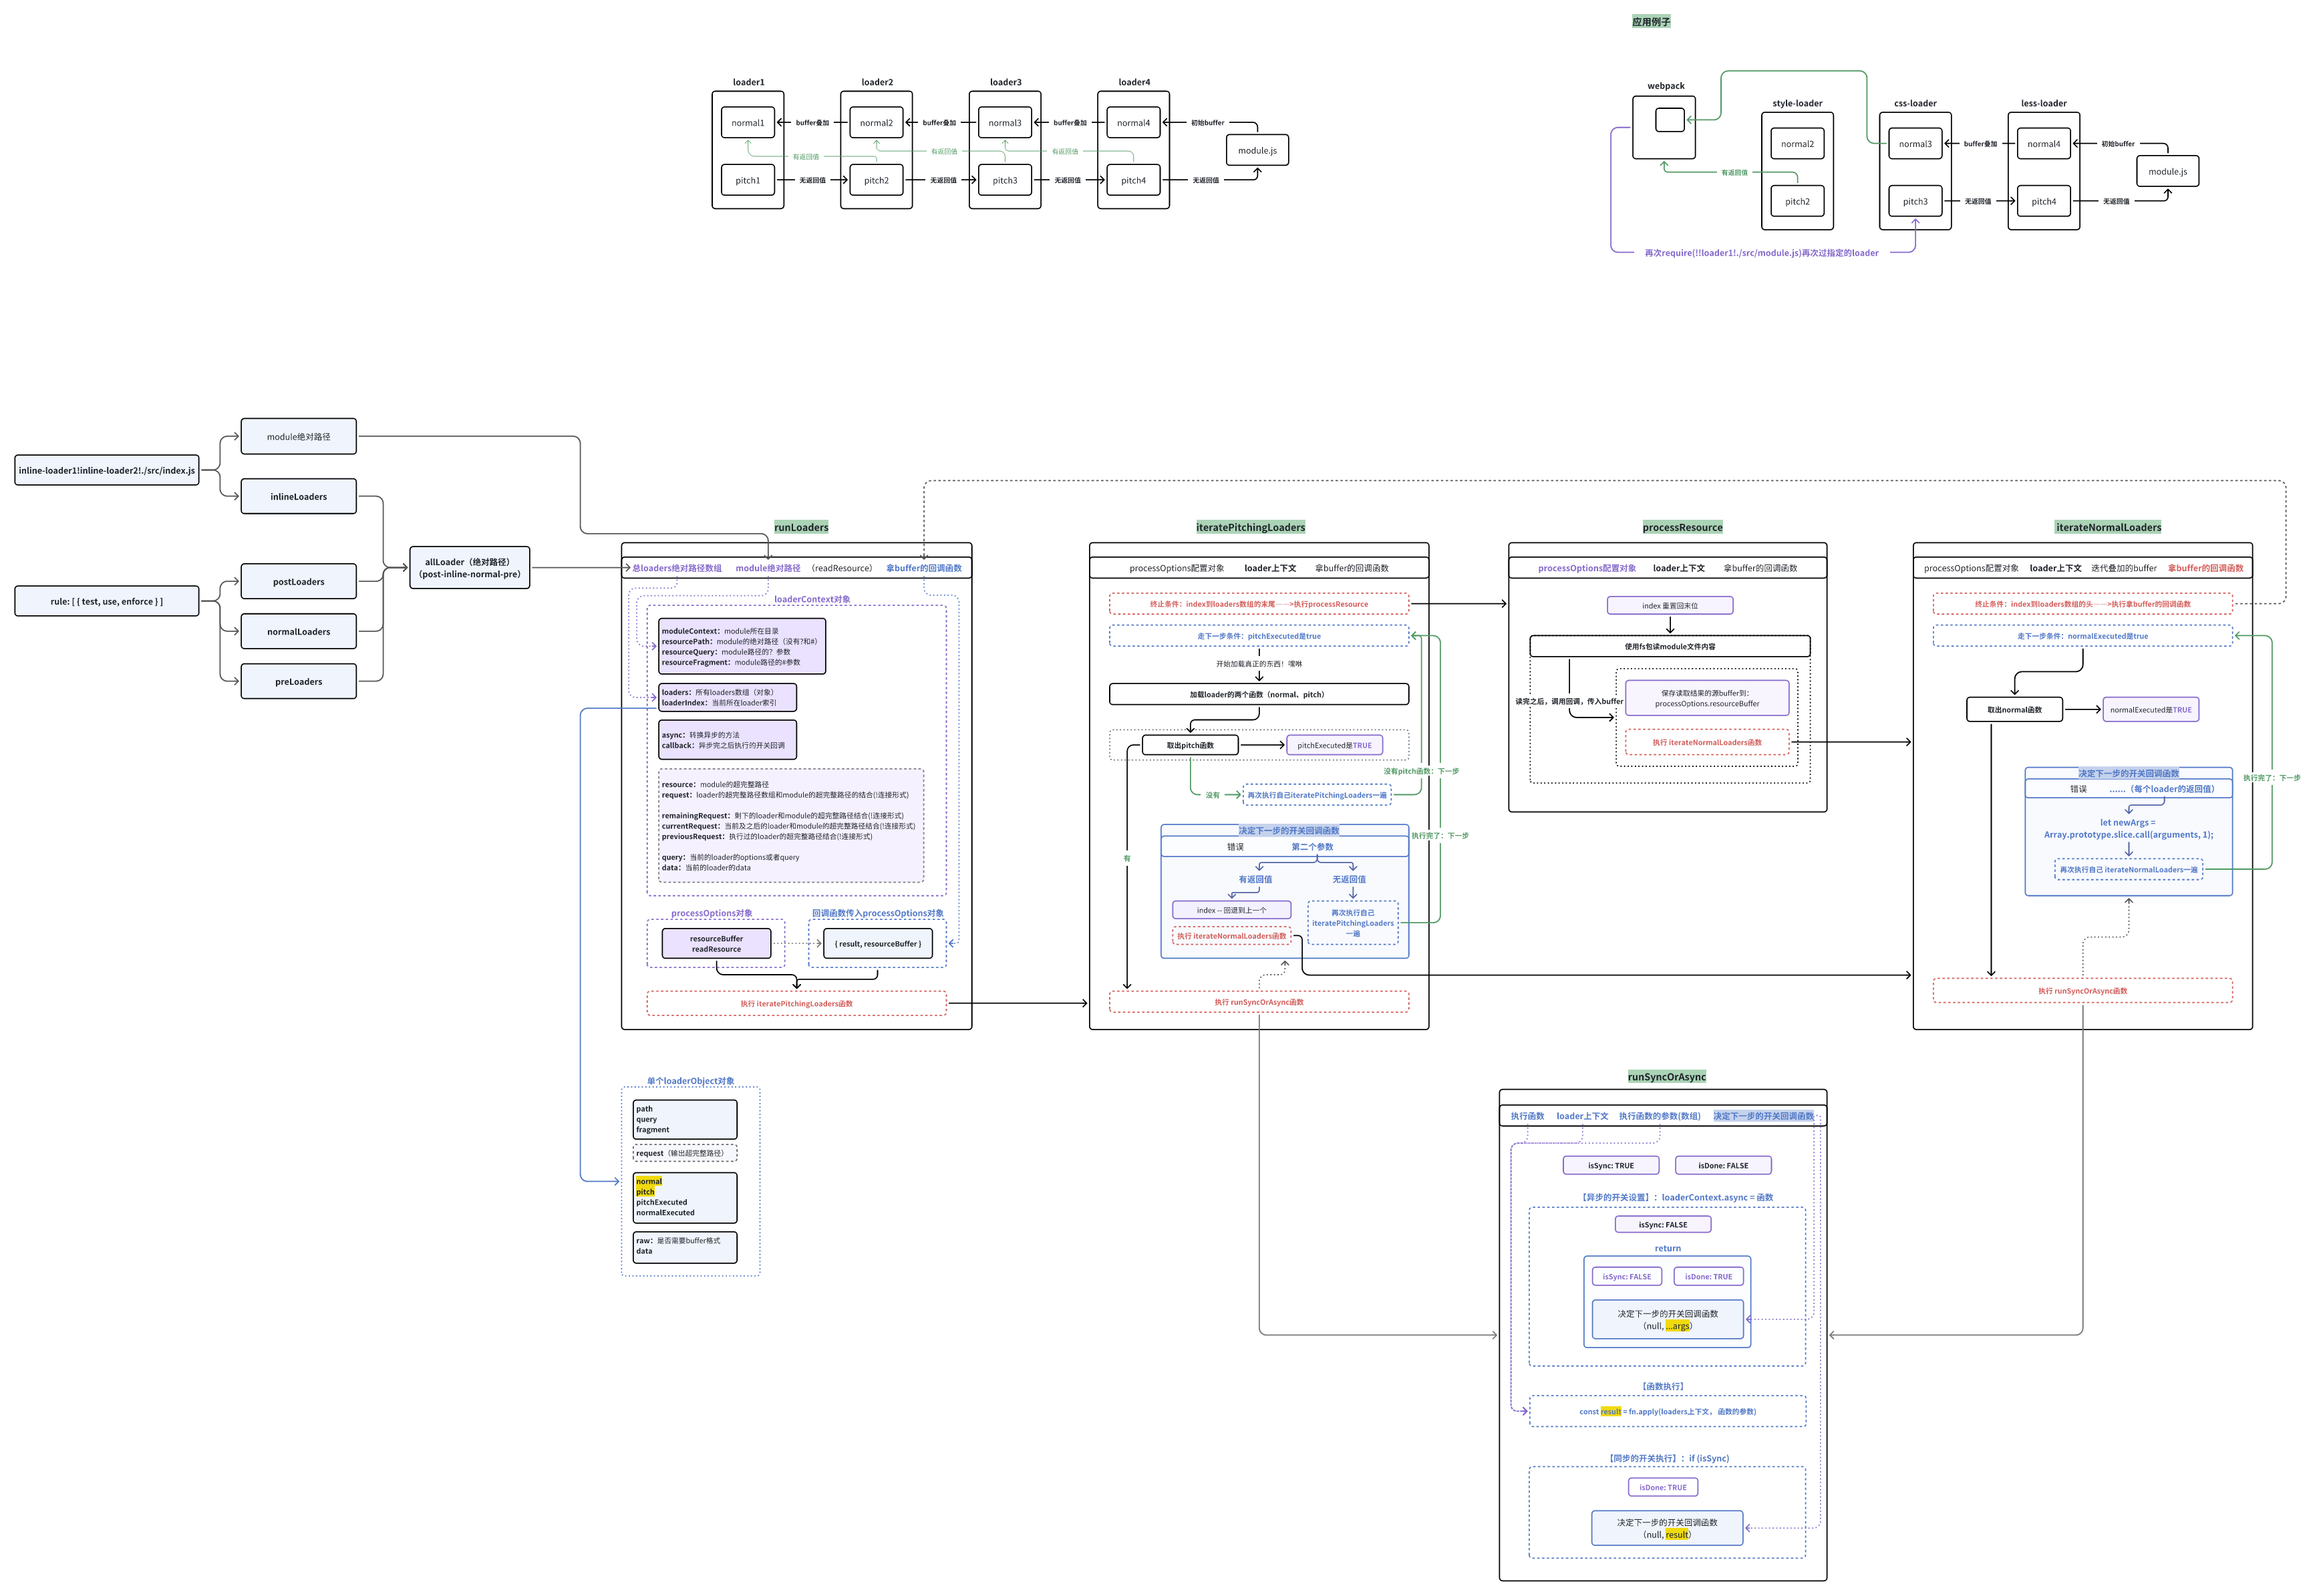 应用例子
loader1
loader2
loader3
loader4
normal1
buffer叠加
normal2
buffer叠加
normal3
buffer叠加
normal4
初始buffer
module.js
有返回值
有返回值
有返回值
pitch1
无返回值
pitch2
无返回值
pitch3
无返回值
pitch4
无返回值
webpack
style-loader
css-loader
less-loader
normal2
normal3
buffer叠加
normal4
初始buffer
module.js
有返回值
pitch2
pitch3
无返回值
pitch4
无返回值
再次require(!!loader1!./src/module.js)再次过指定的loader
module绝对路径
inline-loader1!inline-loader2!./src/index.js
inlineLoaders
allLoader（绝对路径）
（post-inline-normal-pre）
postLoaders
rule: [ { test, use, enforce } ]
normalLoaders
preLoaders
runLoaders
总loaders绝对路径数组 module绝对路径 （readResource） 拿buffer的回调函数
loaderContext对象
moduleContext：module所在目录
resourcePath：module的绝对路径（没有?和#）
resourceQuery：module路径的？参数
resourceFragment：module路径的#参数
loaders：所有loaders数组（对象）
loaderIndex：当前所在loader索引
async：转换异步的方法
callback：异步完之后执行的开关回调
resource：module的超完整路径
request：loader的超完整路径数组和module的超完整路径的结合(!连接形式)
remainingRequest：剩下的loader和module的超完整路径结合(!连接形式)
currentRequest：当前及之后的loader和module的超完整路径结合(!连接形式)
previousRequest：执行过的loader的超完整路径结合(!连接形式)
query：当前的loader的options或者query
data：当前的loader的data
processOptions对象
resourceBuffer
readResource
回调函数传入processOptions对象
{ result, resourceBuffer }
执行 iteratePitchingLoaders函数
单个loaderObject对象
path
query
fragment
request（输出超完整路径）
normal
pitch
pitchExecuted
normalExecuted
raw：是否需要buffer格式
data
iteratePitchingLoaders
processOptions配置对象 loader上下文 拿buffer的回调函数
终止条件：index到loaders数组的末尾——>执行processResource
走下一步条件：pitchExecuted是true
开始加载真正的东西！嘿咻
加载loader的两个函数（normal、pitch）
取出pitch函数
pitchExecuted是TRUE
没有pitch函数：下一步
没有
再次执行自己iteratePitchingLoaders一遍
决定下一步的开关回调函数
执行完了：下一步
错误 第二个参数
有
有返回值
无返回值
index -- 回退到上一个
执行 iterateNormalLoaders函数
再次执行自己
iteratePitchingLoaders
一遍
执行 runSyncOrAsync函数
processResource
processOptions配置对象 loader上下文 拿buffer的回调函数
index 重置回末位
使用fs包读module文件内容
读完之后，调用回调，传入buffer
保存读取结果的源buffer到：
processOptions.resourceBuffer
执行 iterateNormalLoaders函数
iterateNormalLoaders
processOptions配置对象 loader上下文 迭代叠加的buffer 拿buffer的回调函数
终止条件：index到loaders数组的头——>执行拿buffer的回调函数
走下一步条件：normalExecuted是true
取出normal函数
normalExecuted是TRUE
决定下一步的开关回调函数
执行完了：下一步
错误 ......（每个loader的返回值）
let newArgs =
Array.prototype.slice.call(arguments, 1);
再次执行自己 iterateNormalLoaders一遍
执行 runSyncOrAsync函数
runSyncOrAsync
执行函数 loader上下文 执行函数的参数(数组) 决定下一步的开关回调函数
isSync: TRUE
isDone: FALSE
【异步的开关设置】：loaderContext.async = 函数
isSync: FALSE
return
isSync: FALSE
isDone: TRUE
决定下一步的开关回调函数
（null, ...args）
【函数执行】
const result = fn.apply(loaders上下文， 函数的参数)
【同步的开关执行】：if (isSync)
isDone: TRUE
决定下一步的开关回调函数
（null, result）